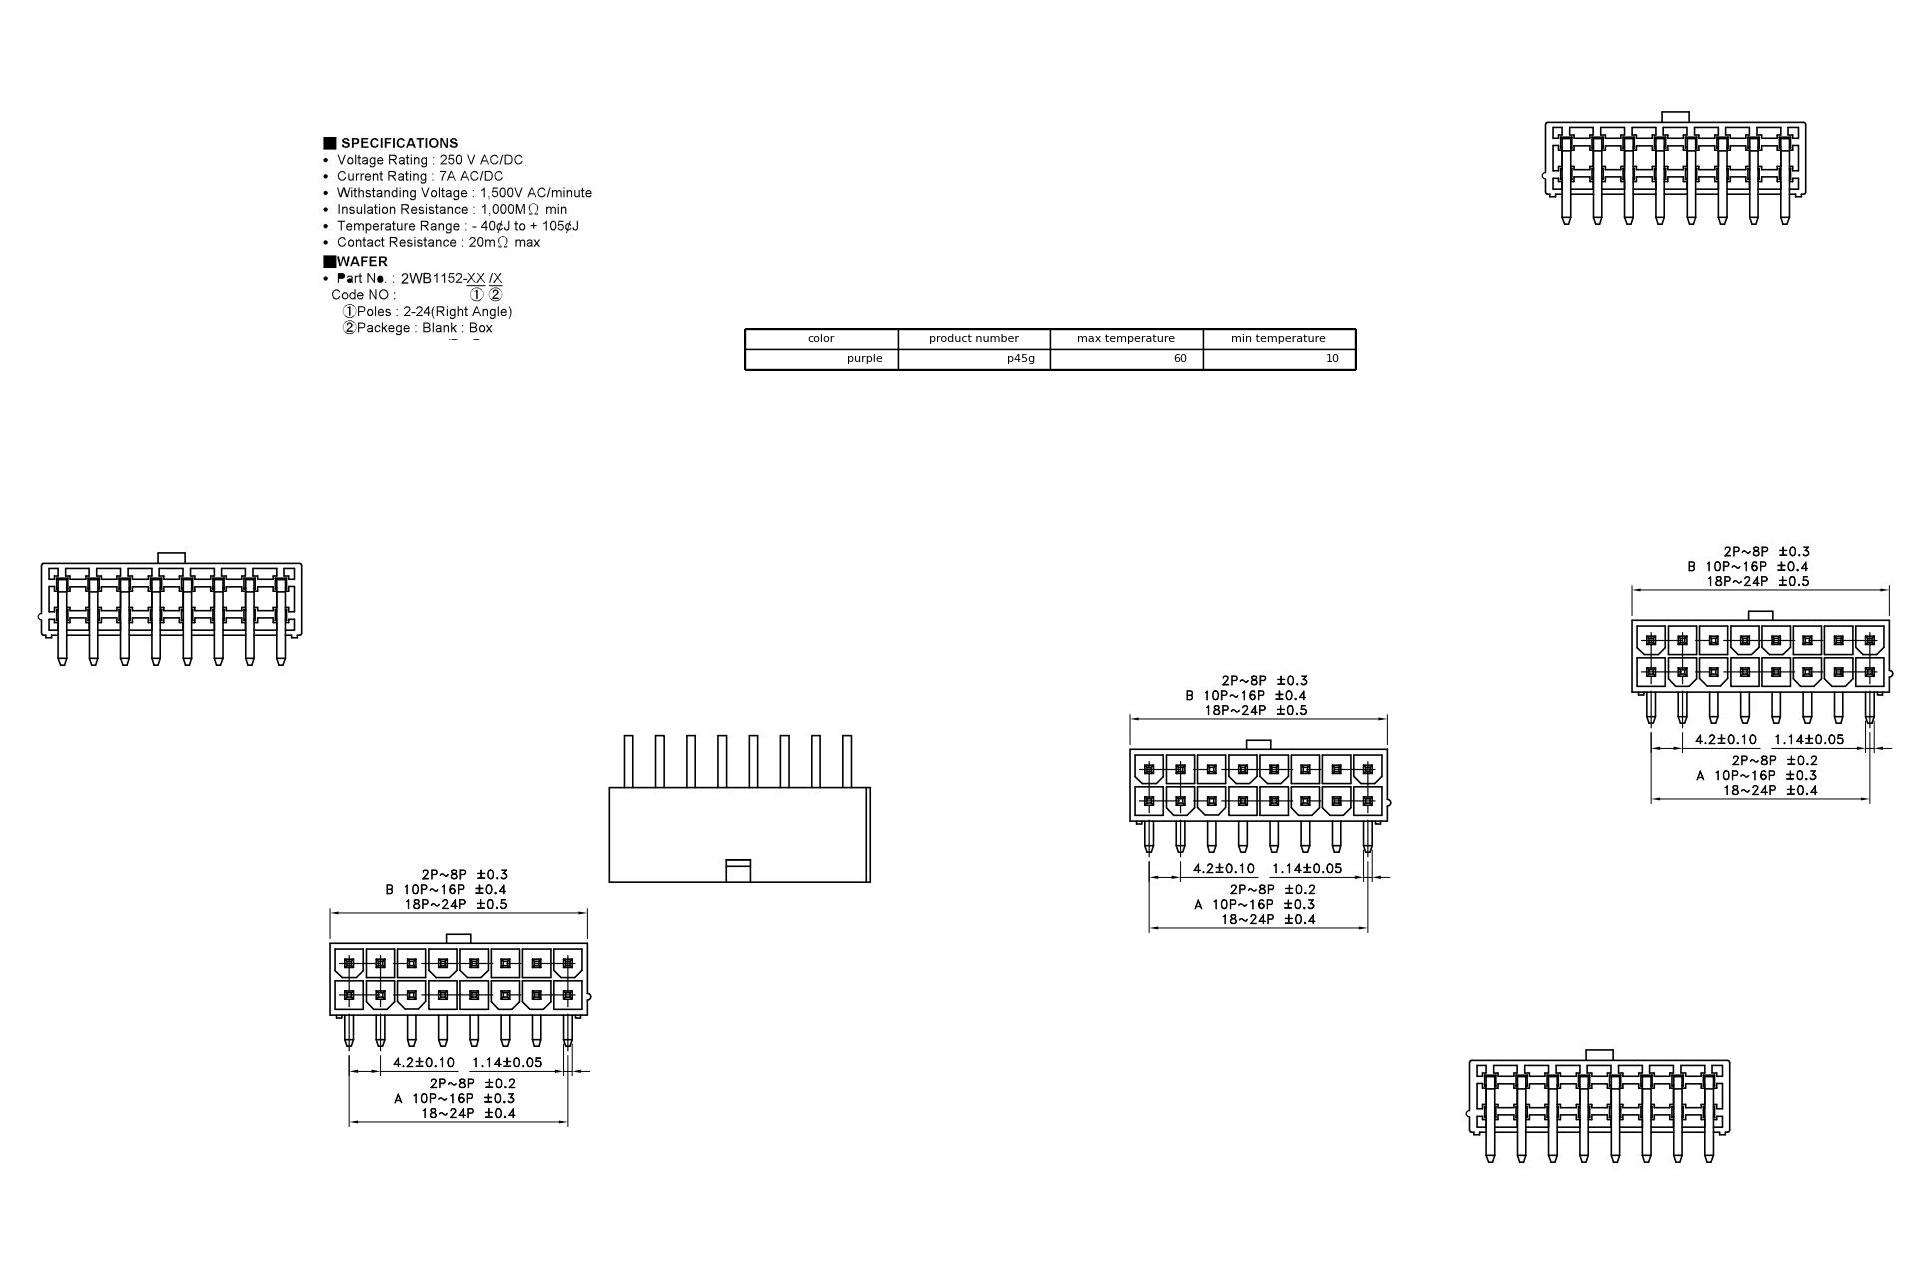 ■ SPECIFICATIONS
• Voltage Rating : 250 V AC/DC
• Current Rating : 7A AC/DC
• Withstanding Voltage : 1,500V AC/minute
• Insulation Resistance : 1,000MΩ min
• Temperature Range : - 40¢J to + 105¢J
• Contact Resistance : 20mΩ max
■WAFER
• Part No. : 2WB1152-XX /X
Code NO : ① ②
①Poles : 2-24(Right Angle)
②Packege : Blank : Box
color product number max temperature min temperature
purple p45g 60 10
2P~8P ±0.3
B 10P~16P ±0.4
18P~24P ±0.5
4.2±0.10 1.14±0.05
2P~8P ±0.2
A 10P~16P ±0.3
18~24P ±0.4
2P~8P ±0.3
B 10P~16P ±0.4
18P~24P ±0.5
4.2±0.10 1.14±0.05
2P~8P ±0.2
A 10P~16P ±0.3
18~24P ±0.4
2P~8P ±0.3
B 10P~16P ±0.4
18P~24P ±0.5
4.2±0.10 1.14±0.05
2P~8P ±0.2
A 10P~16P ±0.3
18~24P ±0.4